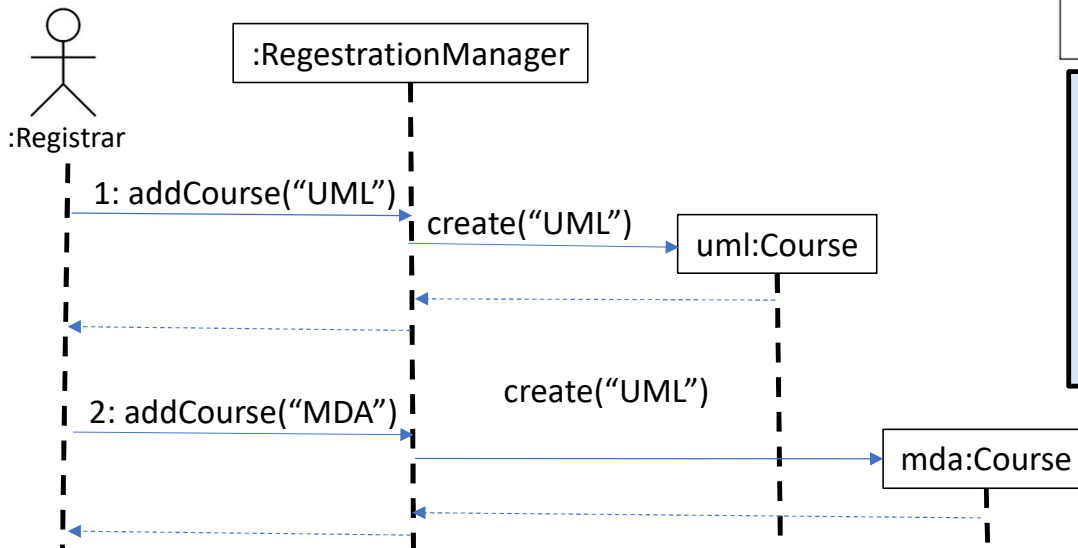 :RegestrationManager
:Registrar
1: addCourse(“UML”)
create(“UML”)
uml:Course
create(“UML”)
2: addCourse(“MDA”)
mda:Course